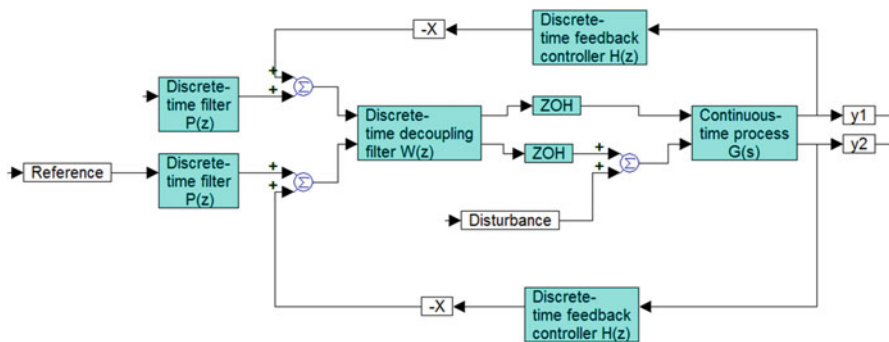 -X
Discrete-
time feedback
controller H(z)
+
+
Σ
Discrete-
time filter
P(z)
Discrete-
time decoupling
filter W(z)
ZOH
ZOH
+
+
Σ
Continuous-
time process
G(s)
y1
y2
Reference
Discrete-
time filter
P(z)
+
+
Σ
Disturbance
-X
Discrete-
time feedback
controller H(z)